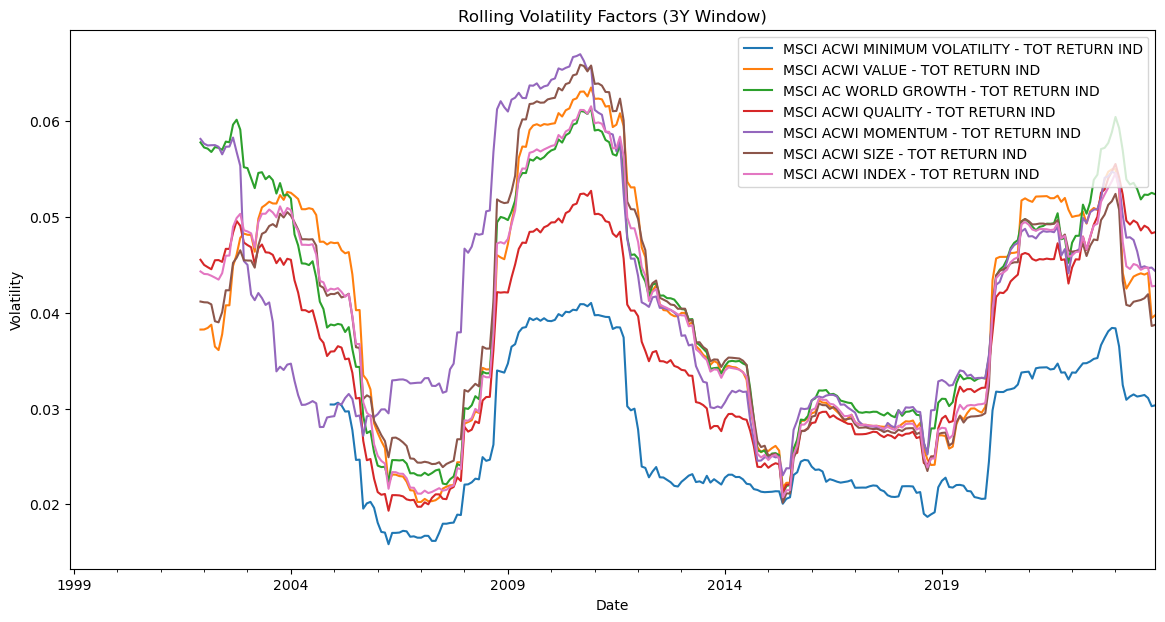 Rolling Volatility Factors (3Y Window)
MSCI ACWI MINIMUM VOLATILITY - TOT RETURN IND
MSCI ACWI VALUE - TOT RETURN IND
MSCI AC WORLD GROWTH - TOT RETURN IND
MSCI ACWI QUALITY - TOT RETURN IND
MSCI ACWI MOMENTUM - TOT RETURN IND
MSCI ACWI SIZE - TOT RETURN IND
MSCI ACWI INDEX - TOT RETURN IND
Volatility
0.06
0.05
0.04
0.03
0.02
1999 2004 2009 2014 2019
Date